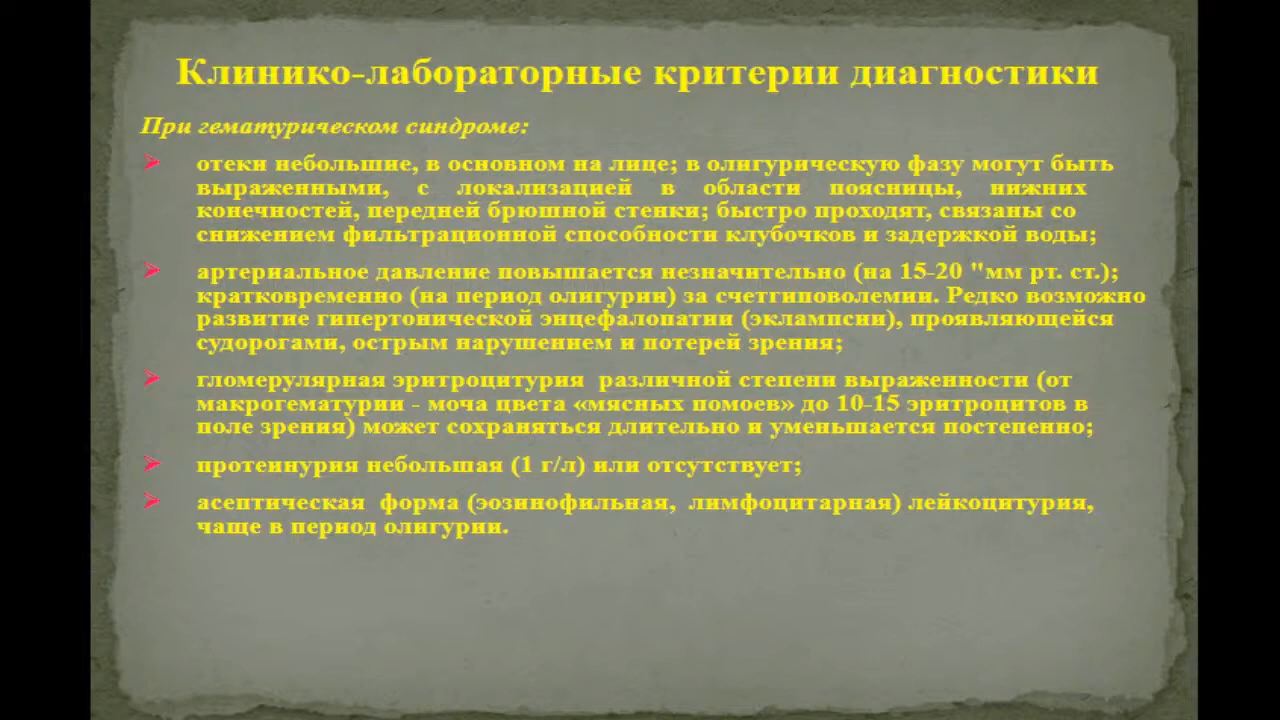 Клинико-лабораторные критерии диагностики
При гематурическом синдроме:
отеки небольшие, в основном на лице; в олигурическую фазу могут быть
выраженными, с локализацией в области поясницы, нижних
конечностей, передней брюшной стенки; быстро проходят, связаны со
снижением фильтрационной способности клубочков и задержкой воды;
артериальное давление повышается незначительно (на 15-20 "мм рт. ст.);
кратковременно (на период олигурии) за счетгиповолемии. Редко возможно
развитие гипертонической энцефалопатии (эклампсии), проявляющейся
судорогами, острым нарушением и потерей зрения;
гломерулярная эритроцитурия различной степени выраженности (от
макрогематурии - моча цвета «мясных помоев» до 10-15 эритроцитов в
поле зрения) может сохраняться длительно и уменьшается постепенно;
протеинурия небольшая (1 г/л) или отсутствует;
асептическая форма (эозинофильная, лимфоцитарная) лейкоцитурия,
чаще в период олигурии.